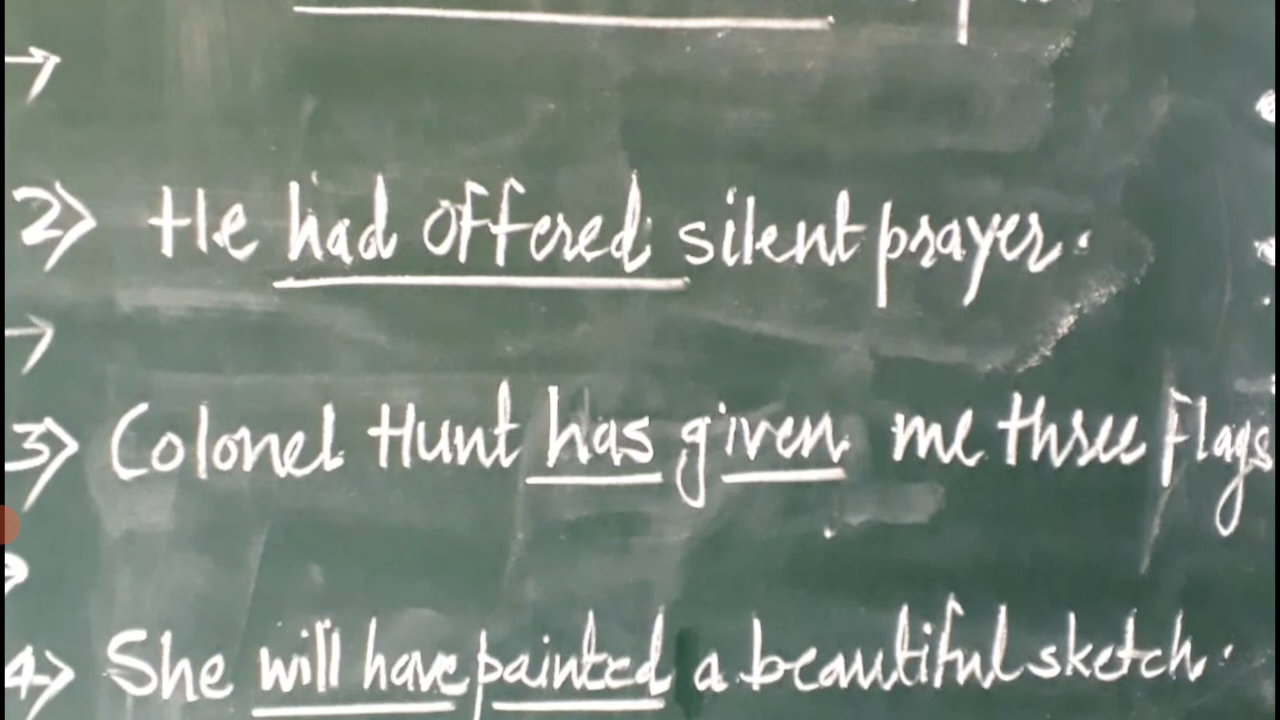 2) He had offered silent prayer.
3) Colonel Hunt has given me three Flags
4) She will have painted a beautiful sketch.